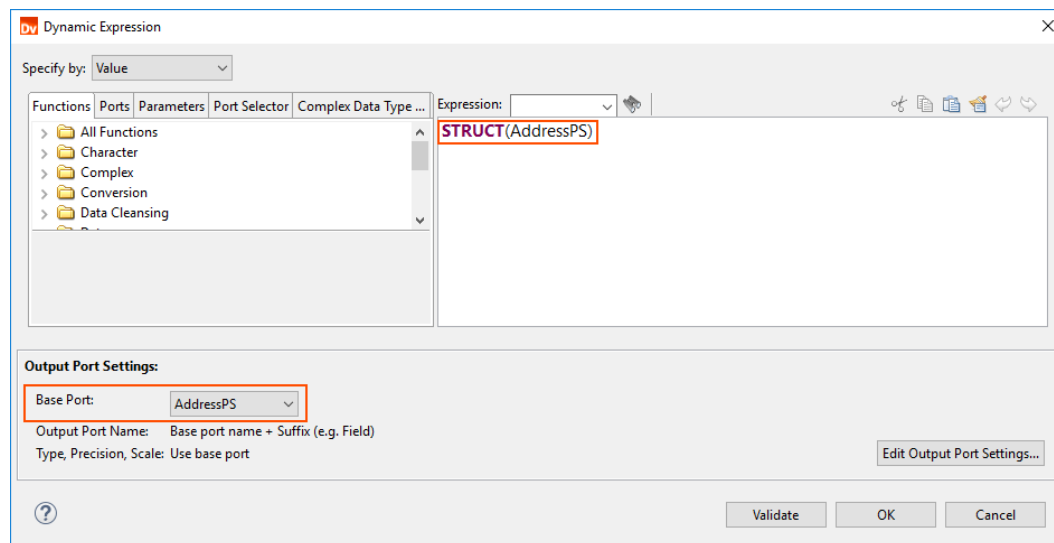 Dv Dynamic Expression
Specify by: Value
Functions Ports Parameters Port Selector Complex Data Type ... Expression:
All Functions
Character
Complex
Conversion
Data Cleansing
STRUCT(AddressPS)
Output Port Settings:
Base Port: AddressPS
Output Port Name: Base port name + Suffix (e.g. Field)
Type, Precision, Scale: Use base port
Edit Output Port Settings...
? Validate OK Cancel